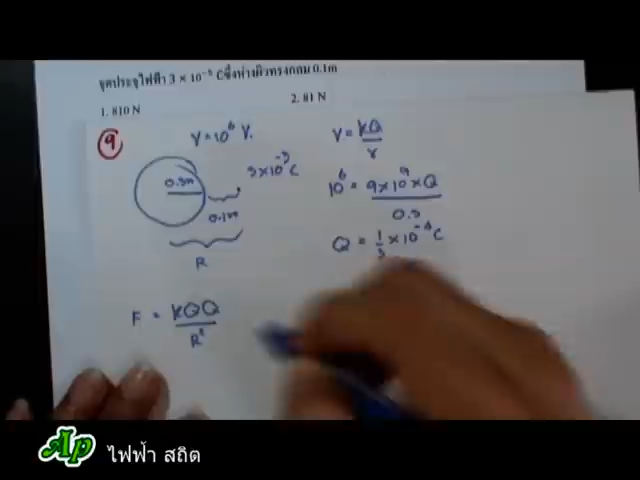 จุดประจุไฟฟ้า 3 × 10⁻⁵ Cซึ่งห่างผิวทรงกลม 0.1m
1. 810 N 2. 81 N
9
V = 10⁶ V.
V = kQ
r
0.3m
3×10⁻⁵ C
0.1m
10⁶ = 9×10⁹ × Q
0.3
R
Q = 1 × 10⁻⁴ C
3
F = kQQ
R²
Ap ไฟฟ้า สถิต